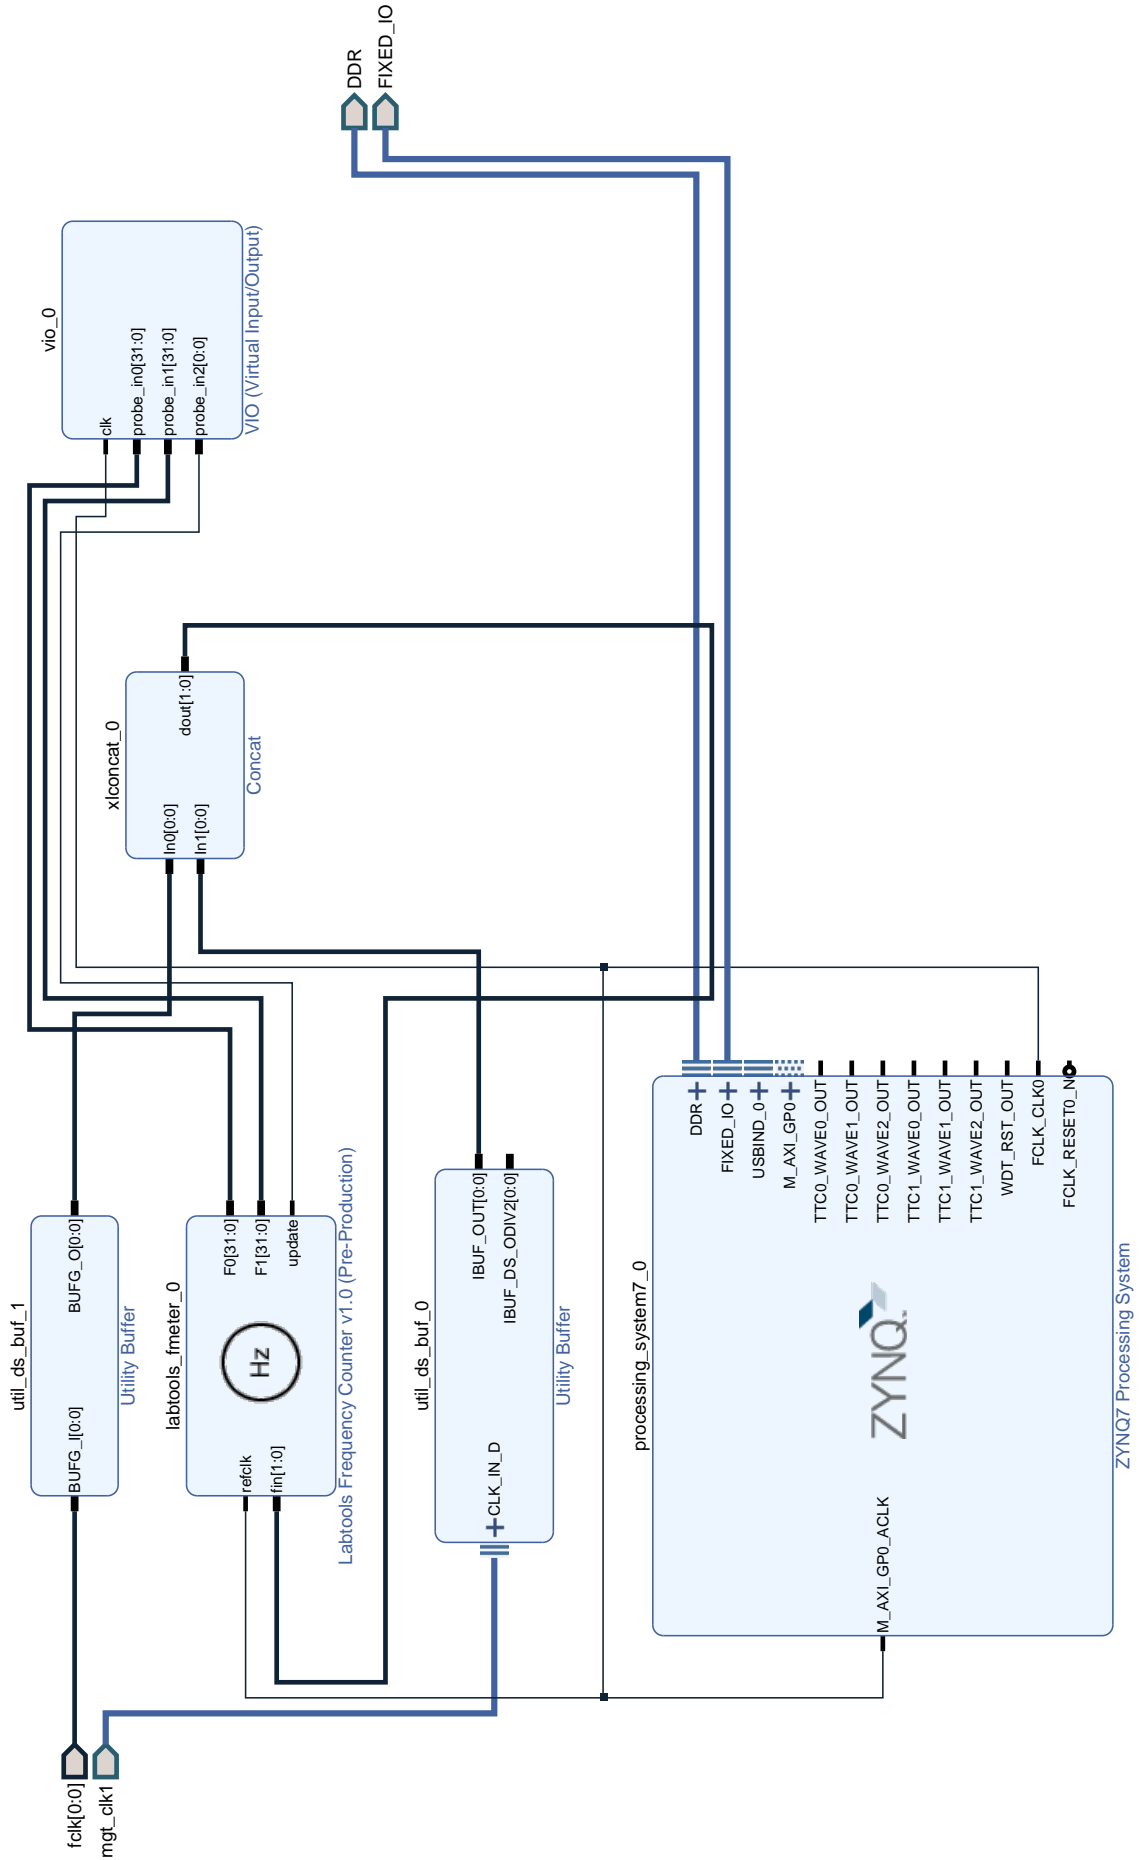 fclk[0:0]
mgt_clk1
util_ds_buf_1
BUFG_I[0:0]
BUFG_O[0:0]
Utility Buffer
labtools_fmeter_0
refclk
fin[1:0]
Hz
F0[31:0]
F1[31:0]
update
Labtools Frequency Counter v1.0 (Pre-Production)
util_ds_buf_0
CLK_IN_D
IBUF_OUT[0:0]
IBUF_DS_ODIV2[0:0]
Utility Buffer
processing_system7_0
M_AXI_GP0_ACLK
ZYNQ
DDR
FIXED_IO
USBIND_0
M_AXI_GP0
TTC0_WAVE0_OUT
TTC0_WAVE1_OUT
TTC0_WAVE2_OUT
TTC1_WAVE0_OUT
TTC1_WAVE1_OUT
TTC1_WAVE2_OUT
WDT_RST_OUT
FCLK_CLK0
FCLK_RESET0_N
ZYNQ7 Processing System
xlconcat_0
In0[0:0]
In1[0:0]
dout[1:0]
Concat
vio_0
clk
probe_in0[31:0]
probe_in1[31:0]
probe_in2[0:0]
VIO (Virtual Input/Output)
DDR
FIXED_IO